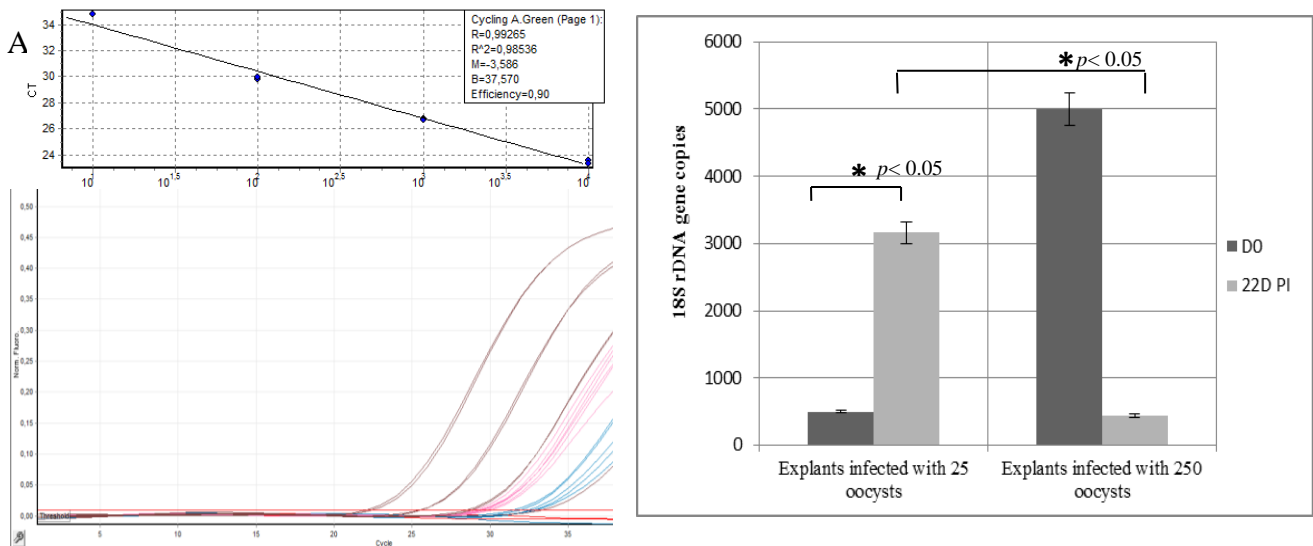 A
34
32
30
28
26
24
CT
Cycling A.Green (Page 1):
R=0,99265
R^2=0,98536
M=-3,586
B=37,570
Efficiency=0,90
10^1.5 10^2 10^2.5 10^3 10^3.5
0,50
0,45
0,40
0,35
0,30
0,25
0,20
0,15
0,10
0,05
0,00
Norm. Fluoro.
Threshold
5 10 15 20 25 30 35
Cycle
6000
5000
4000
3000
2000
1000
0
18S rDNA gene copies
* p< 0.05
* p< 0.05
Explants infected with 25
oocysts
Explants infected with 250
oocysts
D0
22D PI